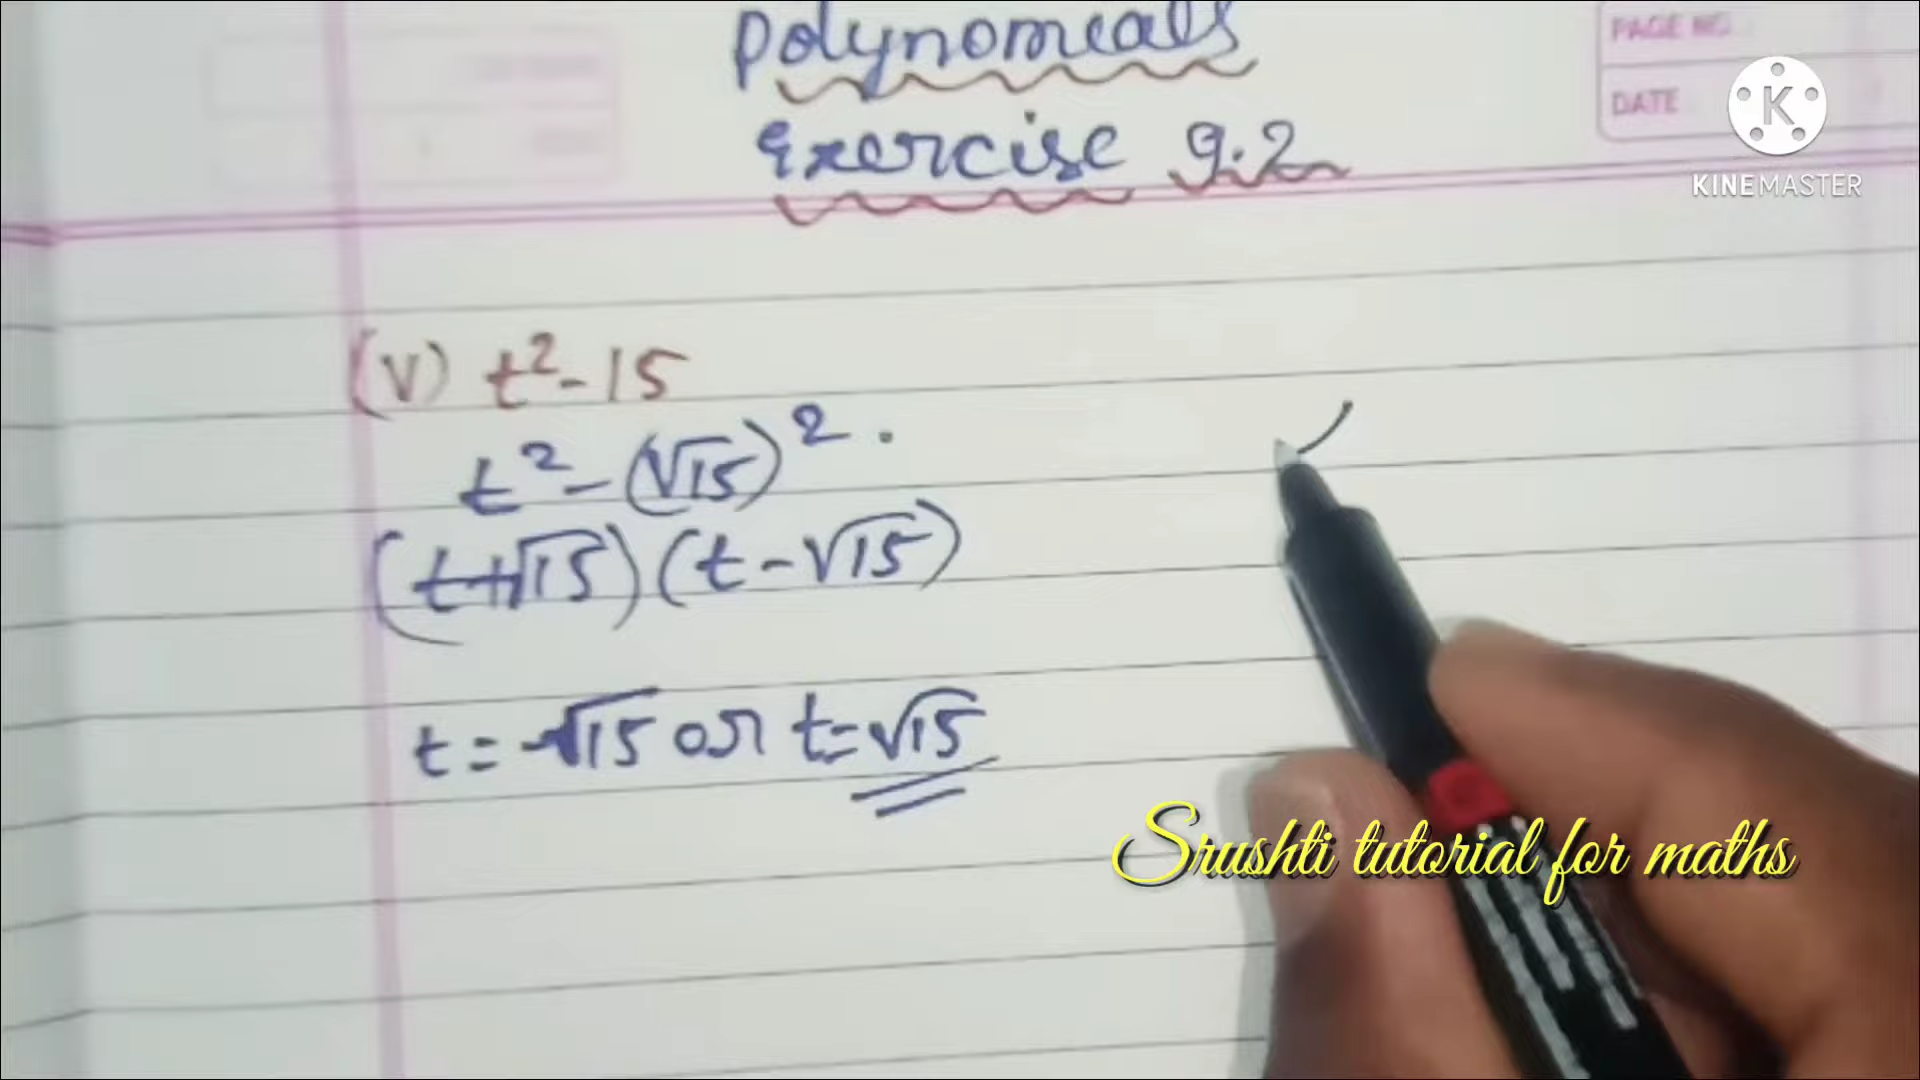 Polynomials
PAGE NO
DATE
K
KINEMASTER
Exercise 9.2
(V) t²-15
t²-(√15)².
(t+√15)(t-√15)
t=-√15 or t=√15
Srushti tutorial for maths